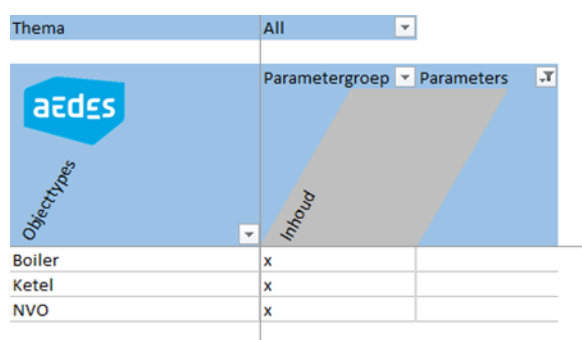 Thema All
Parametergroep Parameters
aedes
Objecttypes Inhoud
Boiler x
Ketel x
NVO x